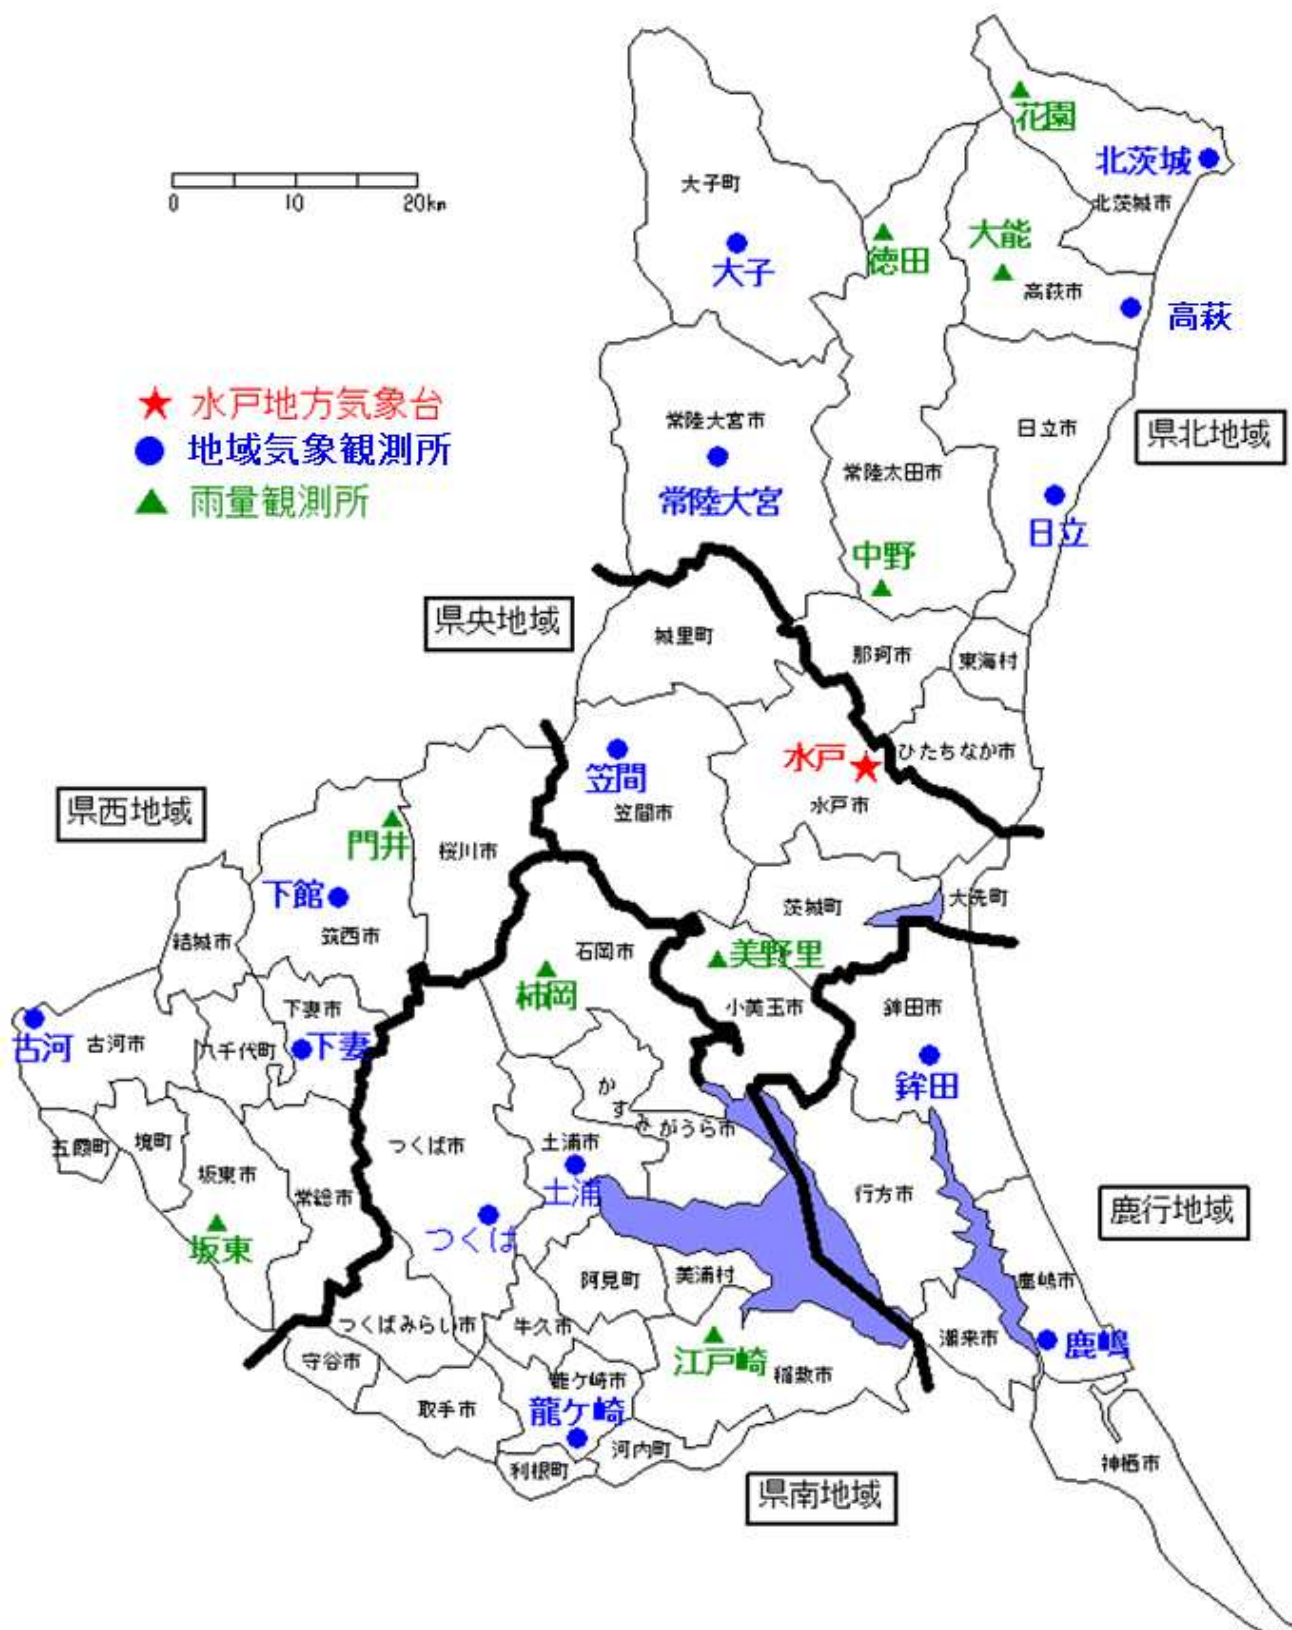 花園
北茨城
北茨城市
大子町
0 10 20km
大子
徳田
大能
高萩市
高萩
水戸地方気象台
地域気象観測所
雨量観測所
常陸大宮市
常陸大宮
常陸太田市
日立市
日立
県北地域
中野
県央地域
城里町
那珂市
東海村
ひたちなか市
水戸
水戸市
笠間
笠間市
県西地域
門井
桜川市
下館
筑西市
結城市
茨城町
大洗町
石岡市
柿岡
美野里
小美玉市
鉾田市
鉾田
古河
古河市
八千代町
下妻市
下妻
かすみがうら市
五霞町
境町
坂東市
坂東
常総市
つくば市
つくば
土浦市
土浦
行方市
鹿行地域
阿見町
美浦村
鹿嶋市
鹿嶋
潮来市
つくばみらい市
牛久市
守谷市
取手市
龍ケ崎市
龍ケ崎
江戸崎
稲敷市
利根町
河内町
県南地域
神栖市